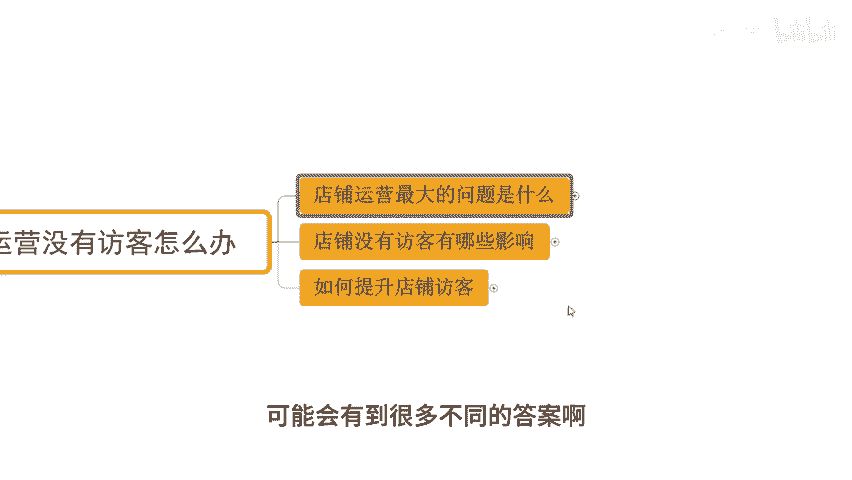 店铺运营最大的问题是什么
运营没有访客怎么办
店铺没有访客有哪些影响
如何提升店铺访客
可能会有到很多不同的答案啊